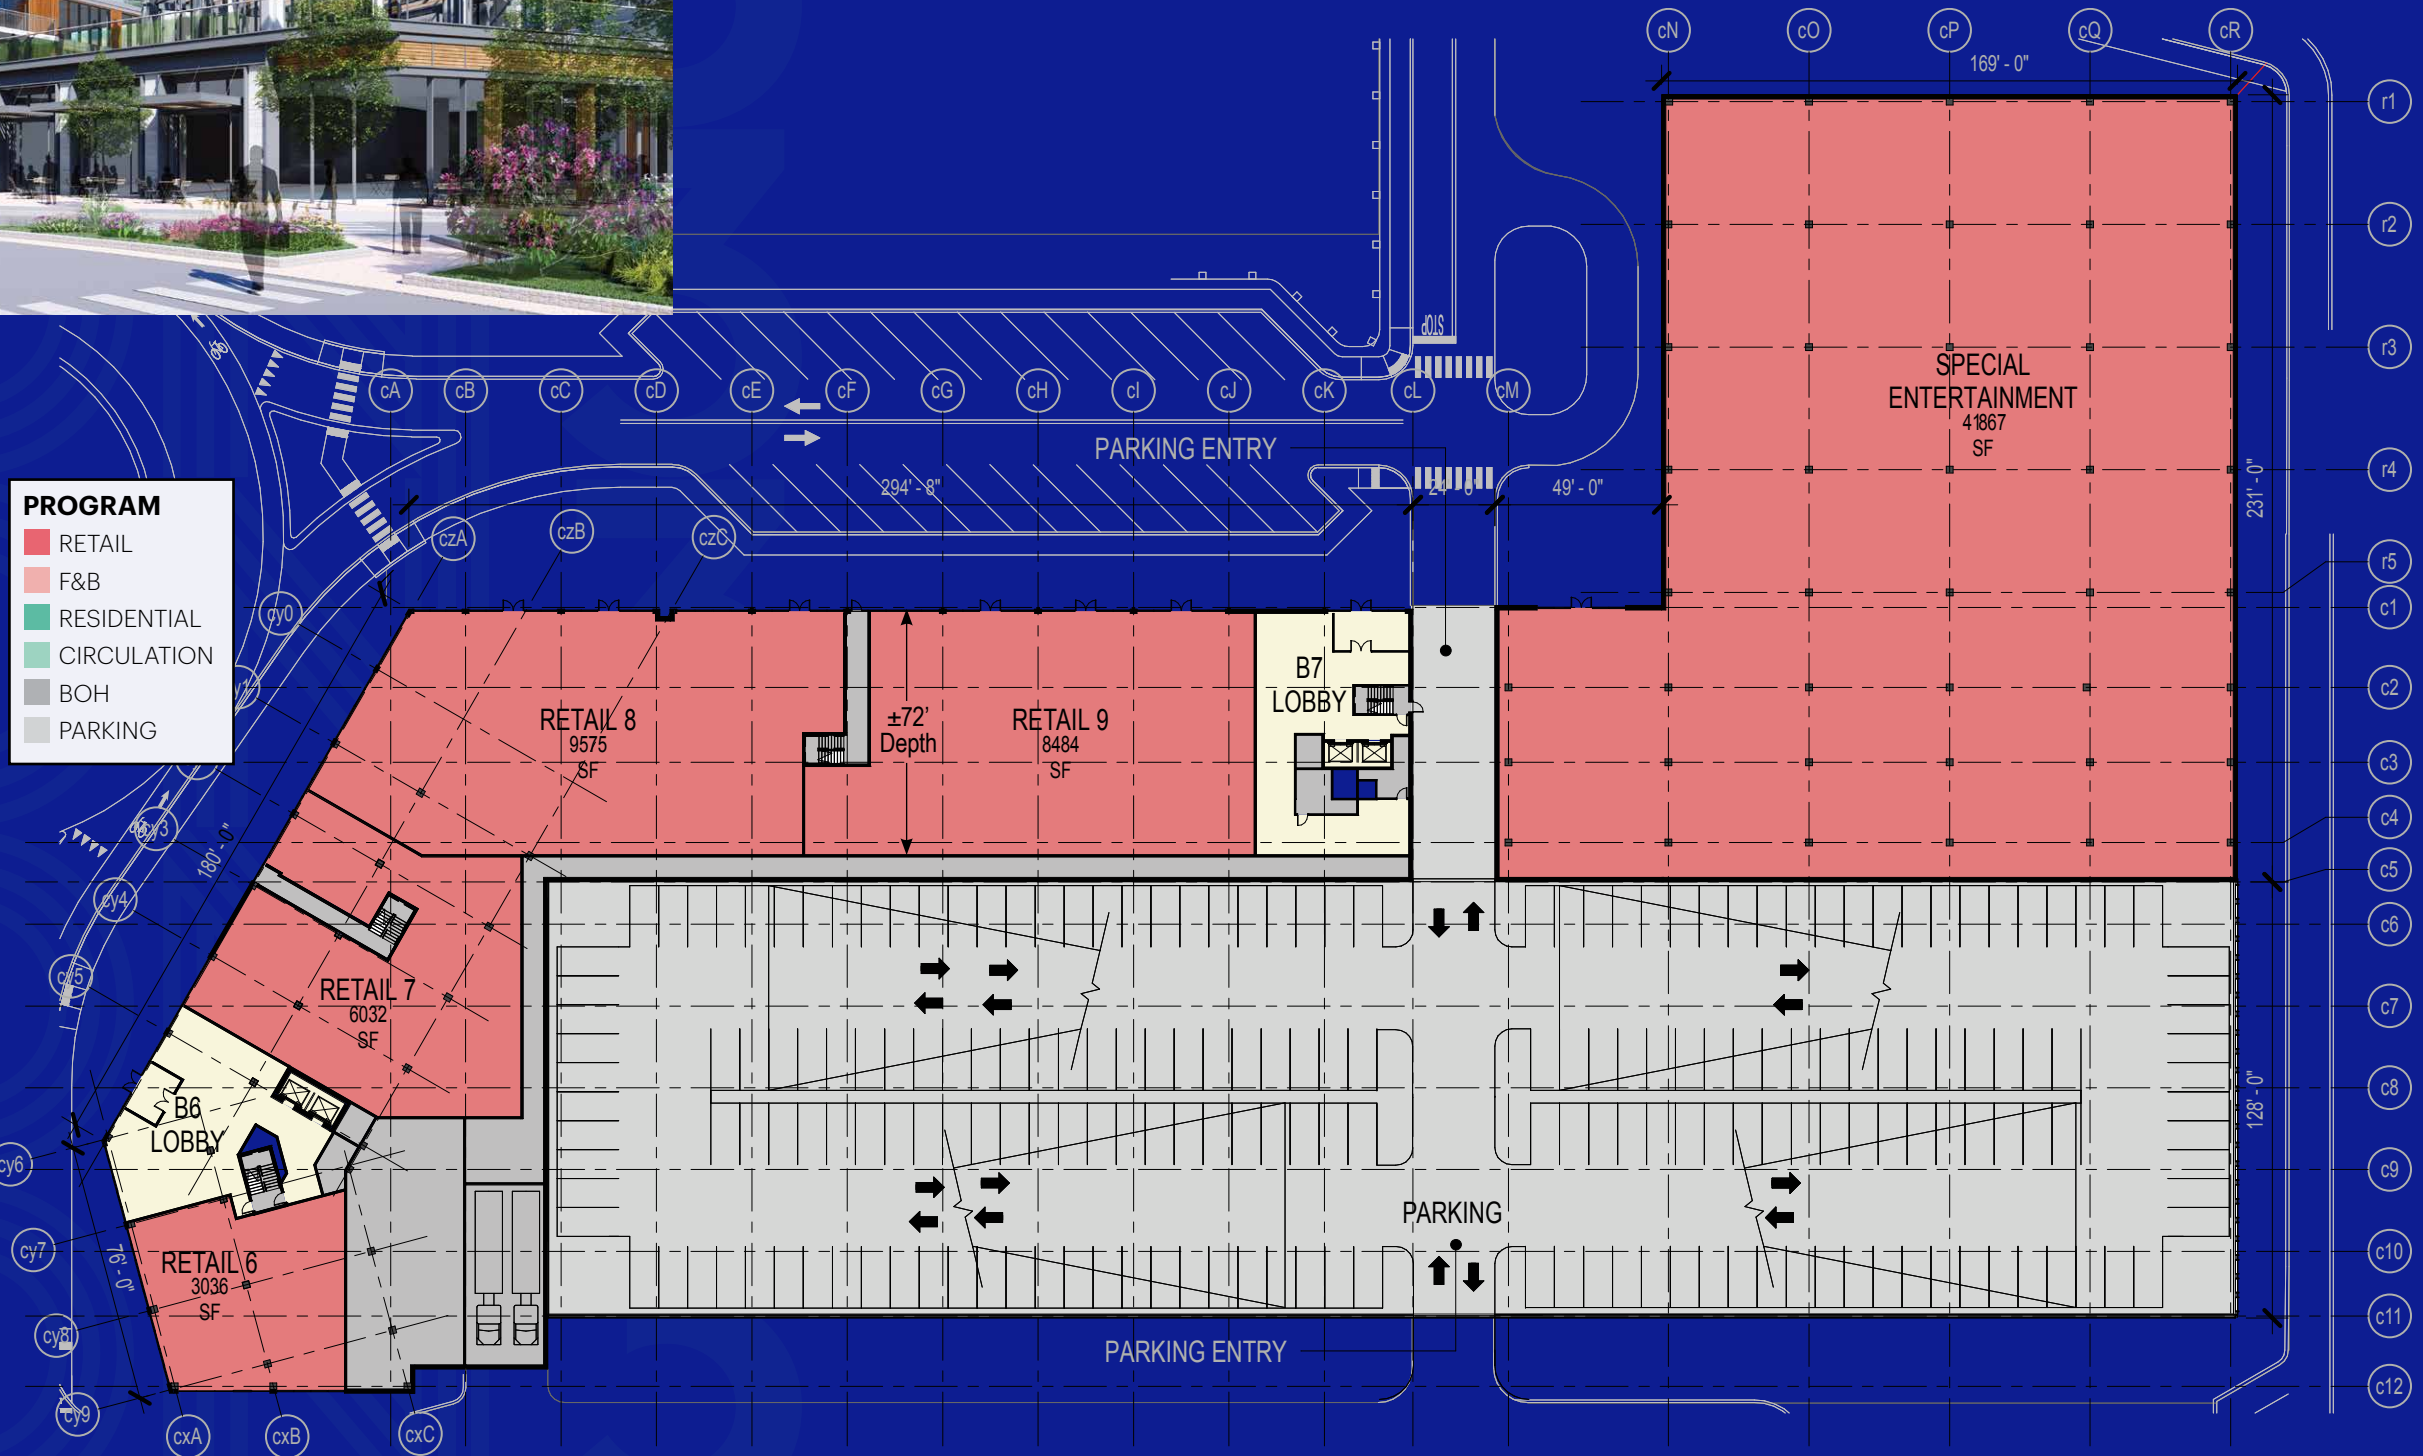 cN
cO
cP
cQ
cR
169' - 0"
r1
r2
r3
r4
r5
c1
c2
c3
c4
c5
c6
c7
c8
c9
c10
c11
c12
STOP
cA
cB
cC
cD
cE
cF
cG
cH
cI
cJ
cK
cL
cM
SPECIAL
ENTERTAINMENT
41867
SF
PARKING ENTRY
294' - 8"
24' - 0"
49' - 0"
231' - 0"
PROGRAM
RETAIL
F&B
RESIDENTIAL
CIRCULATION
BOH
PARKING
czA
czB
czC
cy0
cy3
cy4
cy5
cy6
cy7
cy8
cy9
180' - 0"
RETAIL 8
9575
SF
±72'
Depth
RETAIL 9
8484
SF
B7
LOBBY
RETAIL 7
6032
SF
B6
LOBBY
128' - 0"
PARKING
RETAIL 6
3036
SF
76' - 0"
PARKING ENTRY
cxA
cxB
cxC